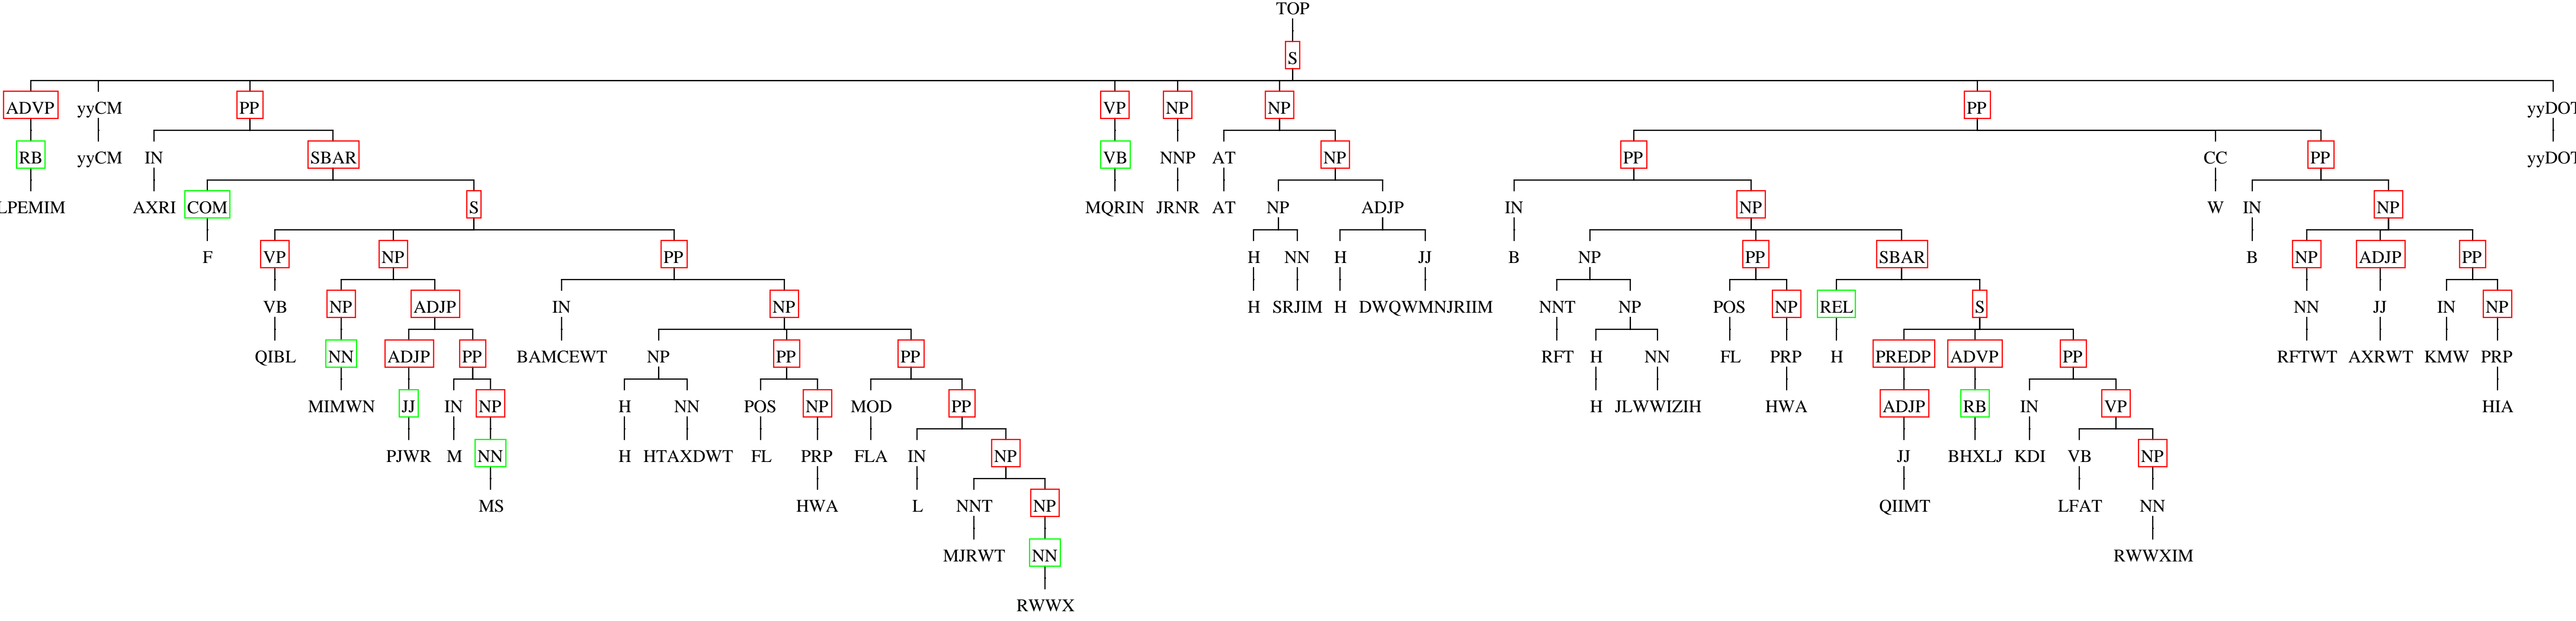 TOP
S
ADVP yyCM PP VP NP NP PP yyDOT
RB yyCM IN SBAR VB NNP AT NP PP CC PP yyDOT
LPEMIM AXRI COM S MQRIN JRNR AT NP ADJP IN NP W IN NP
F VP NP PP H NN H JJ B NP PP SBAR B NP ADJP PP
VB NP ADJP IN NP H SRJIM H DWQWMNJRIIM NNT NP POS NP REL S NN JJ IN NP
QIBL NN ADJP PP BAMCEWT NP PP PP RFT H NN FL PRP H PREDP ADVP PP RFTWT AXRWT KMW PRP
MIMWN JJ IN NP H NN POS NP MOD PP H JLWWIZIH HWA ADJP RB IN VP HIA
PJWR M NN H HTAXDWT FL PRP FLA IN NP JJ BHXLJ KDI VB NP
MS HWA L NNT NP QIIMT LFAT NN
MJRWT NN RWWXIM
RWWX